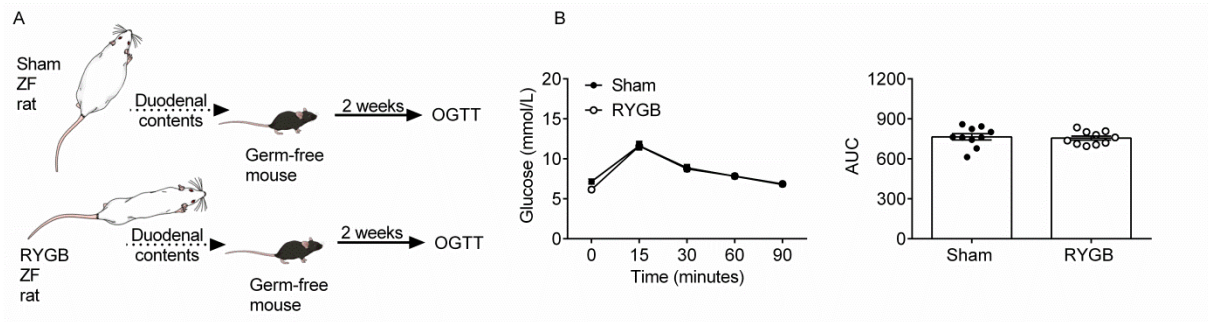 A
Sham
ZF
rat
Duodenal
contents
2 weeks
OGTT
Germ-free
mouse
RYGB
ZF
rat
Duodenal
contents
2 weeks
OGTT
Germ-free
mouse
B
Glucose (mmol/L)
20
15
10
5
0
Sham
RYGB
0 15 30 60 90
Time (minutes)
AUC
1200
900
600
300
0
Sham RYGB